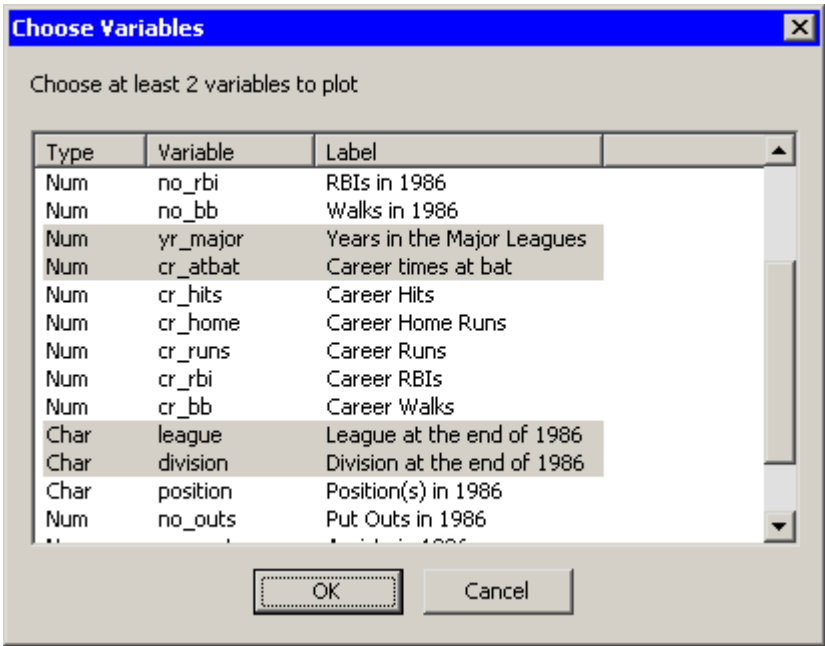 Choose Variables
Choose at least 2 variables to plot
Type Variable Label
Num no_rbi RBIs in 1986
Num no_bb Walks in 1986
Num yr_major Years in the Major Leagues
Num cr_atbat Career times at bat
Num cr_hits Career Hits
Num cr_home Career Home Runs
Num cr_runs Career Runs
Num cr_rbi Career RBIs
Num cr_bb Career Walks
Char league League at the end of 1986
Char division Division at the end of 1986
Char position Position(s) in 1986
Num no_outs Put Outs in 1986
OK Cancel